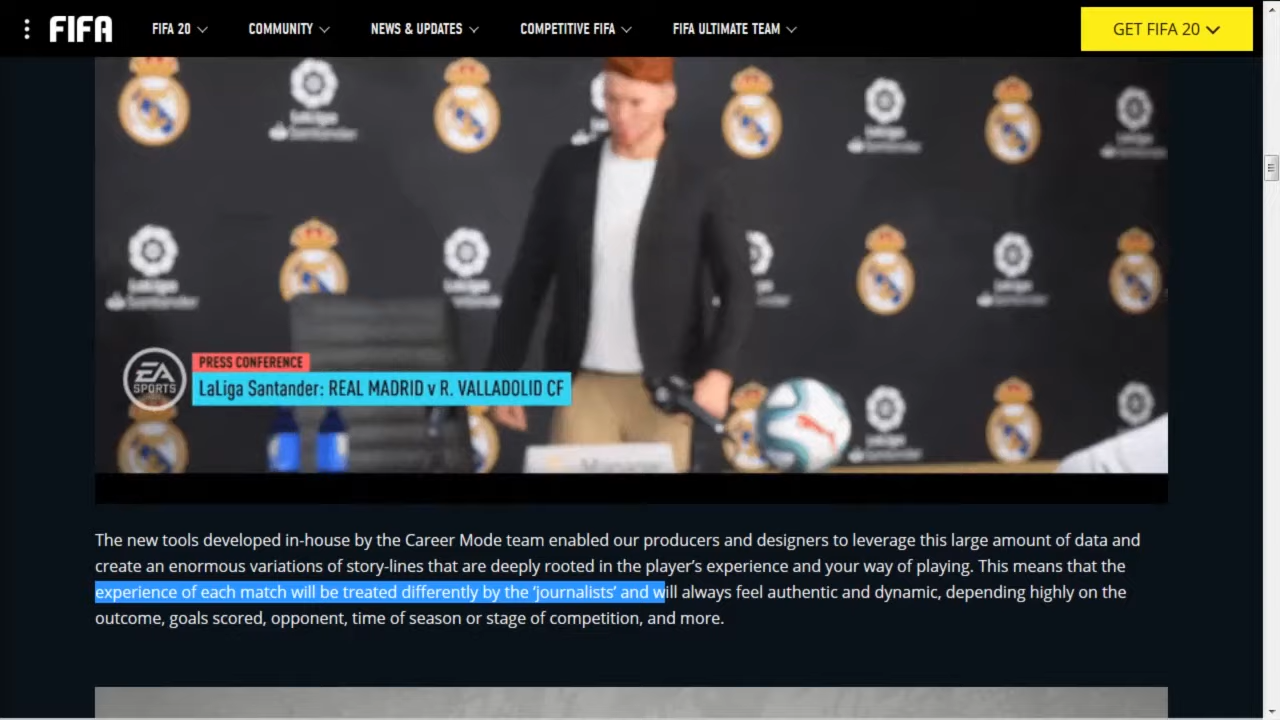 FIFA
FIFA 20
COMMUNITY
NEWS & UPDATES
COMPETITIVE FIFA
FIFA ULTIMATE TEAM
GET FIFA 20
PRESS CONFERENCE
EA
SPORTS
LaLiga Santander: REAL MADRID v R. VALLADOLID CF
Manager
The new tools developed in-house by the Career Mode team enabled our producers and designers to leverage this large amount of data and
create an enormous variations of story-lines that are deeply rooted in the player’s experience and your way of playing. This means that the
experience of each match will be treated differently by the ‘journalists’ and will always feel authentic and dynamic, depending highly on the
outcome, goals scored, opponent, time of season or stage of competition, and more.